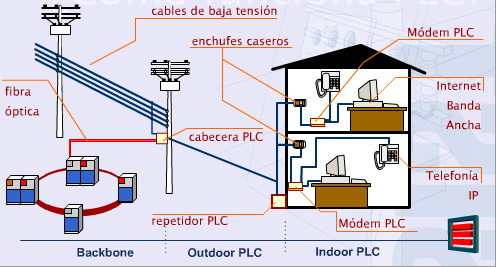 cables de baja tensión
enchufes caseros
Módem PLC
Internet
Banda
Ancha
fibra
óptica
cabecera PLC
Telefonía
IP
repetidor PLC
Módem PLC
Backbone
Outdoor PLC
Indoor PLC